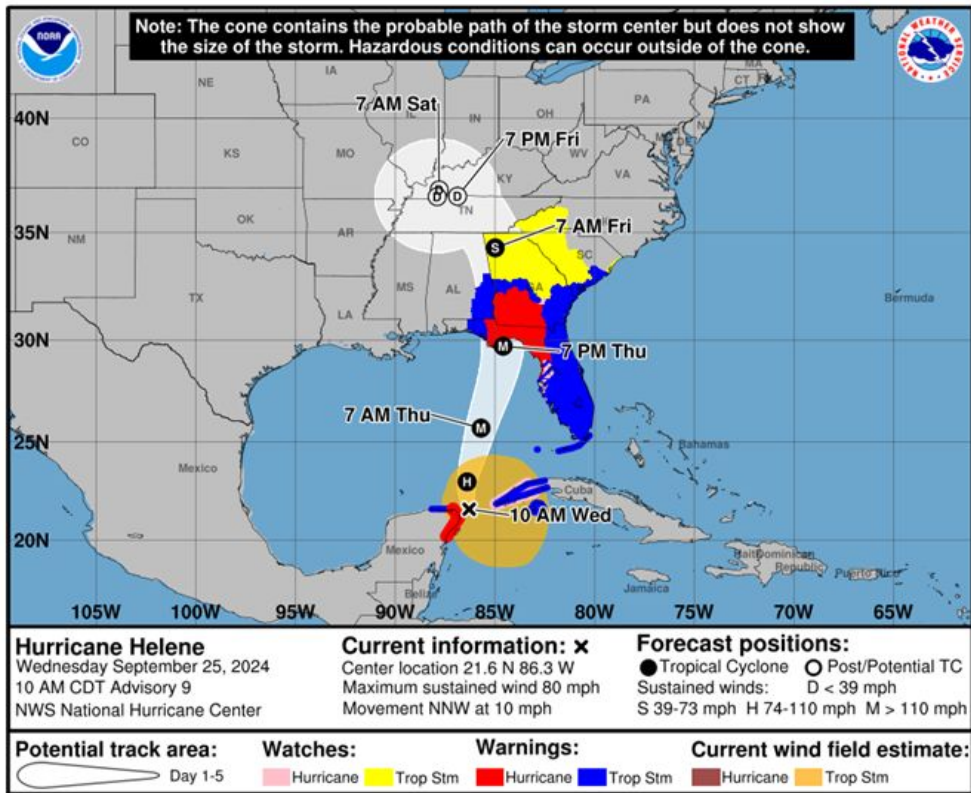 Note: The cone contains the probable path of the storm center but does not show
the size of the storm. Hazardous conditions can occur outside of the cone.
NOAA
NATIONAL WEATHER SERVICE
NE
IA
IL
IN
OH
PA
MA
CT
RI
NJ
MD
DE
7 AM Sat
7 PM Fri
40N
CO
KS
MO
KY
WV
VA
35N
NM
OK
AR
TN
7 AM Fri
S
SC
D
D
TX
LA
MS
AL
GA
Bermuda
30N
M
7 PM Thu
7 AM Thu
M
25N
Mexico
Bahamas
H
Cuba
10 AM Wed
20N
Mexico
Belize
Jamaica
Haiti
Dominican
Republic
Puerto Rico
105W 100W 95W 90W 85W 80W 75W 70W 65W
Hurricane Helene
Wednesday September 25, 2024
10 AM CDT Advisory 9
NWS National Hurricane Center
Current information: ×
Center location 21.6 N 86.3 W
Maximum sustained wind 80 mph
Movement NNW at 10 mph
Forecast positions:
● Tropical Cyclone ○ Post/Potential TC
Sustained winds: D < 39 mph
S 39-73 mph H 74-110 mph M > 110 mph
Potential track area:
Day 1-5
Watches:
Hurricane Trop Stm
Warnings:
Hurricane Trop Stm
Current wind field estimate:
Hurricane Trop Stm